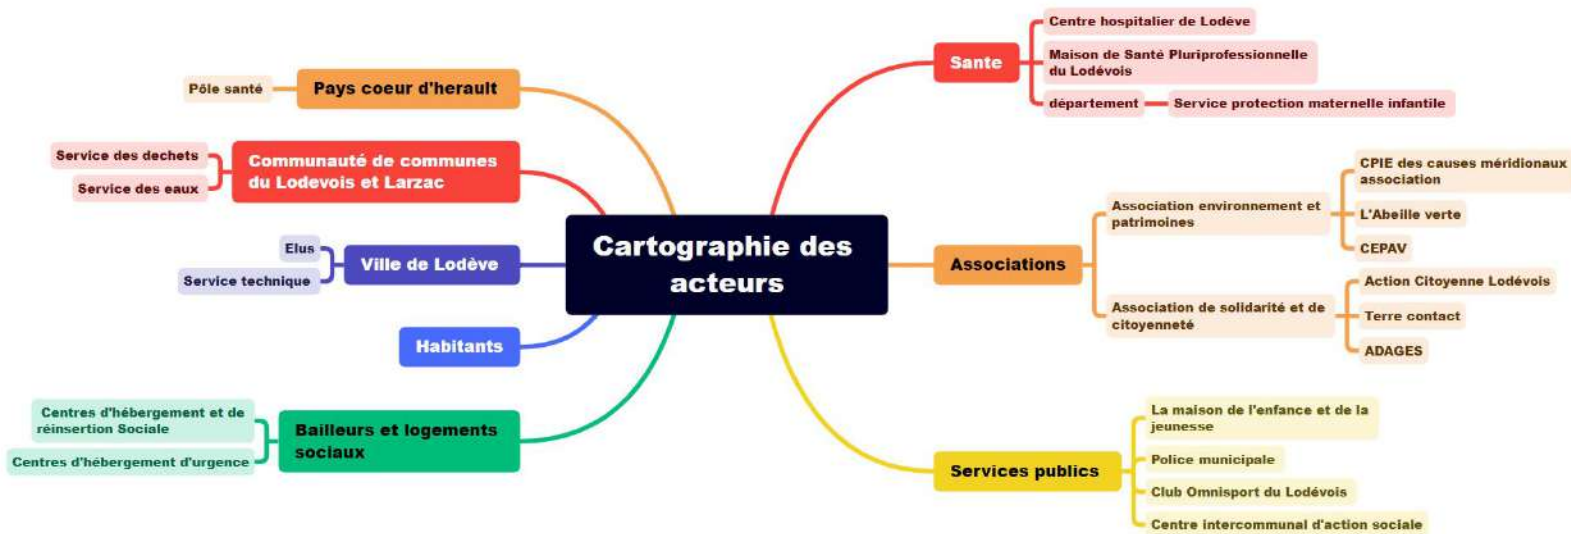 Cartographie des
acteurs
Pays coeur d'herault
Pôle santé
Communauté de communes
du Lodevois et Larzac
Service des dechets
Service des eaux
Ville de Lodève
Elus
Service technique
Habitants
Bailleurs et logements
sociaux
Centres d'hébergement et de
réinsertion Sociale
Centres d'hébergement d'urgence
Sante
Centre hospitalier de Lodève
Maison de Santé Pluriprofessionnelle
du Lodévois
département
Service protection maternelle infantile
Associations
Association environnement et
patrimoines
CPIE des causes méridionaux
association
L'Abeille verte
CEPAV
Association de solidarité et de
citoyenneté
Action Citoyenne Lodévois
Terre contact
ADAGES
Services publics
La maison de l'enfance et de la
jeunesse
Police municipale
Club Omnisport du Lodévois
Centre intercommunal d'action sociale